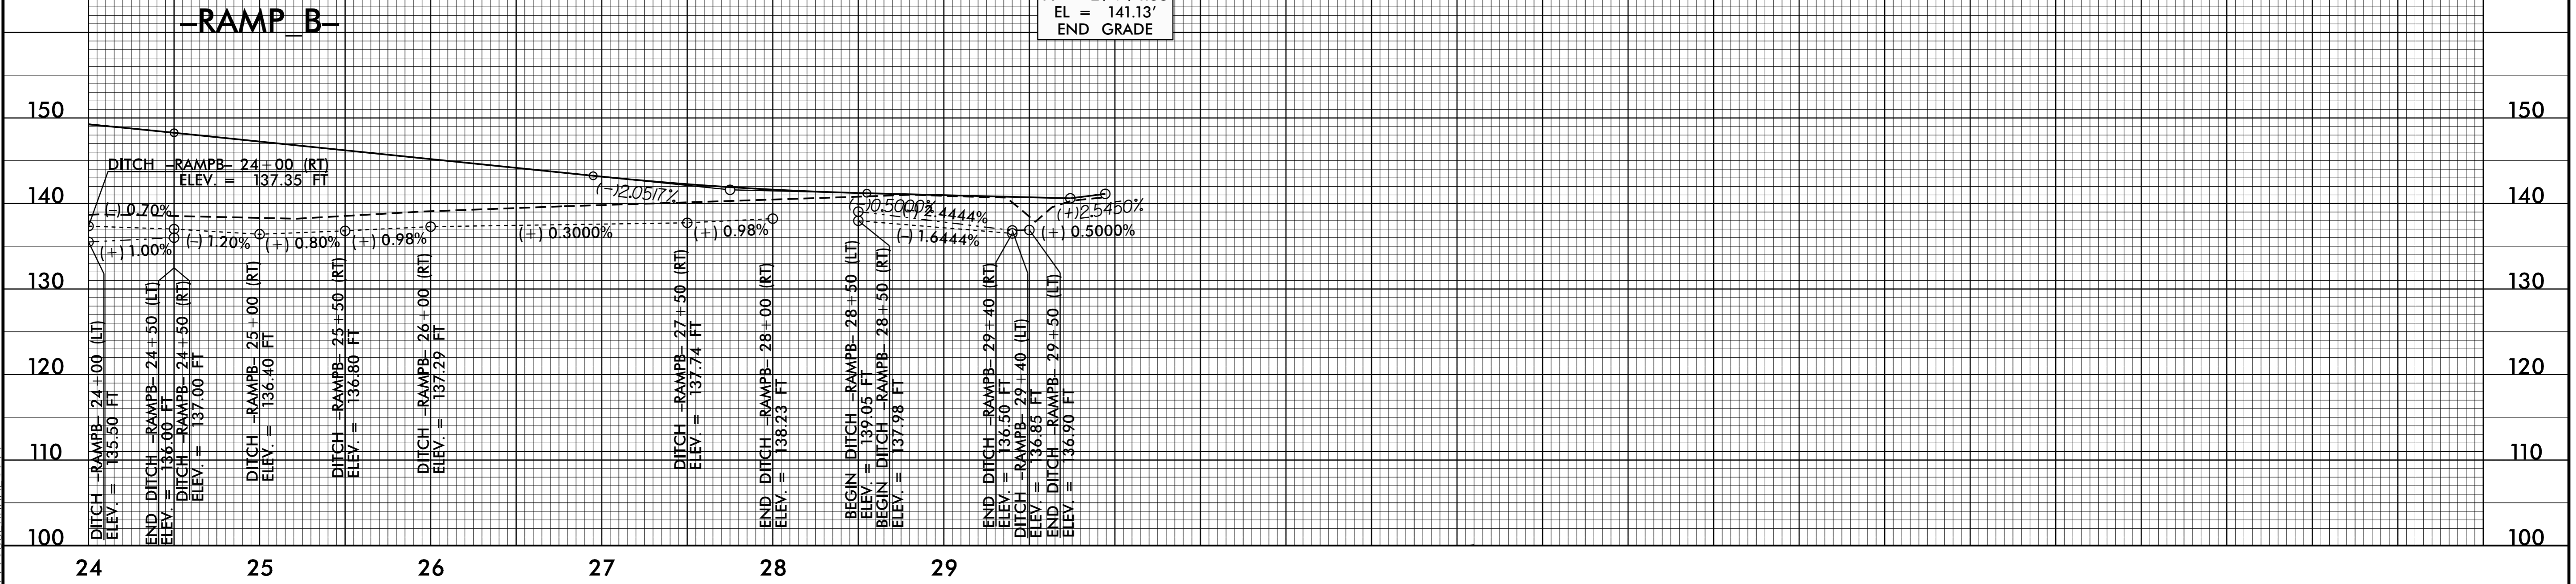 –RAMP_B–
EL = 141.13'
END GRADE
150
150
DITCH –RAMPB– 24+00 (RT)
ELEV. = 137.35 FT
140
140
(–) 0.70%
(–)2.0517%
2.4444%
(+)2.5450%
(+) 1.00%
(–) 1.20%
(+) 0.80%
(+) 0.98%
(+) 0.3000%
(+) 0.98%
(–) 1.6444%
(+) 0.5000%
130
130
120
120
110
110
100
100
DITCH –RAMPB– 24+00 (LT)
ELEV. = 135.50 FT
END DITCH –RAMPB– 24+50 (LT)
ELEV. = 136.00 FT
DITCH –RAMPB– 24+50 (RT)
ELEV. = 137.00 FT
DITCH –RAMPB– 25+00 (RT)
ELEV. = 136.40 FT
DITCH –RAMPB– 25+50 (RT)
ELEV. = 136.80 FT
DITCH –RAMPB– 26+00 (RT)
ELEV. = 137.29 FT
DITCH –RAMPB– 27+50 (RT)
ELEV. = 137.74 FT
END DITCH –RAMPB– 28+00 (RT)
ELEV. = 138.23 FT
BEGIN DITCH –RAMPB– 28+50 (LT)
ELEV. = 139.05 FT
BEGIN DITCH –RAMPB– 28+50 (RT)
ELEV. = 137.98 FT
END DITCH –RAMPB– 29+40 (RT)
ELEV. = 136.50 FT
DITCH –RAMPB– 29+40 (LT)
ELEV. = 136.85 FT
END DITCH –RAMPB– 29+50 (LT)
ELEV. = 136.90 FT
24
25
26
27
28
29